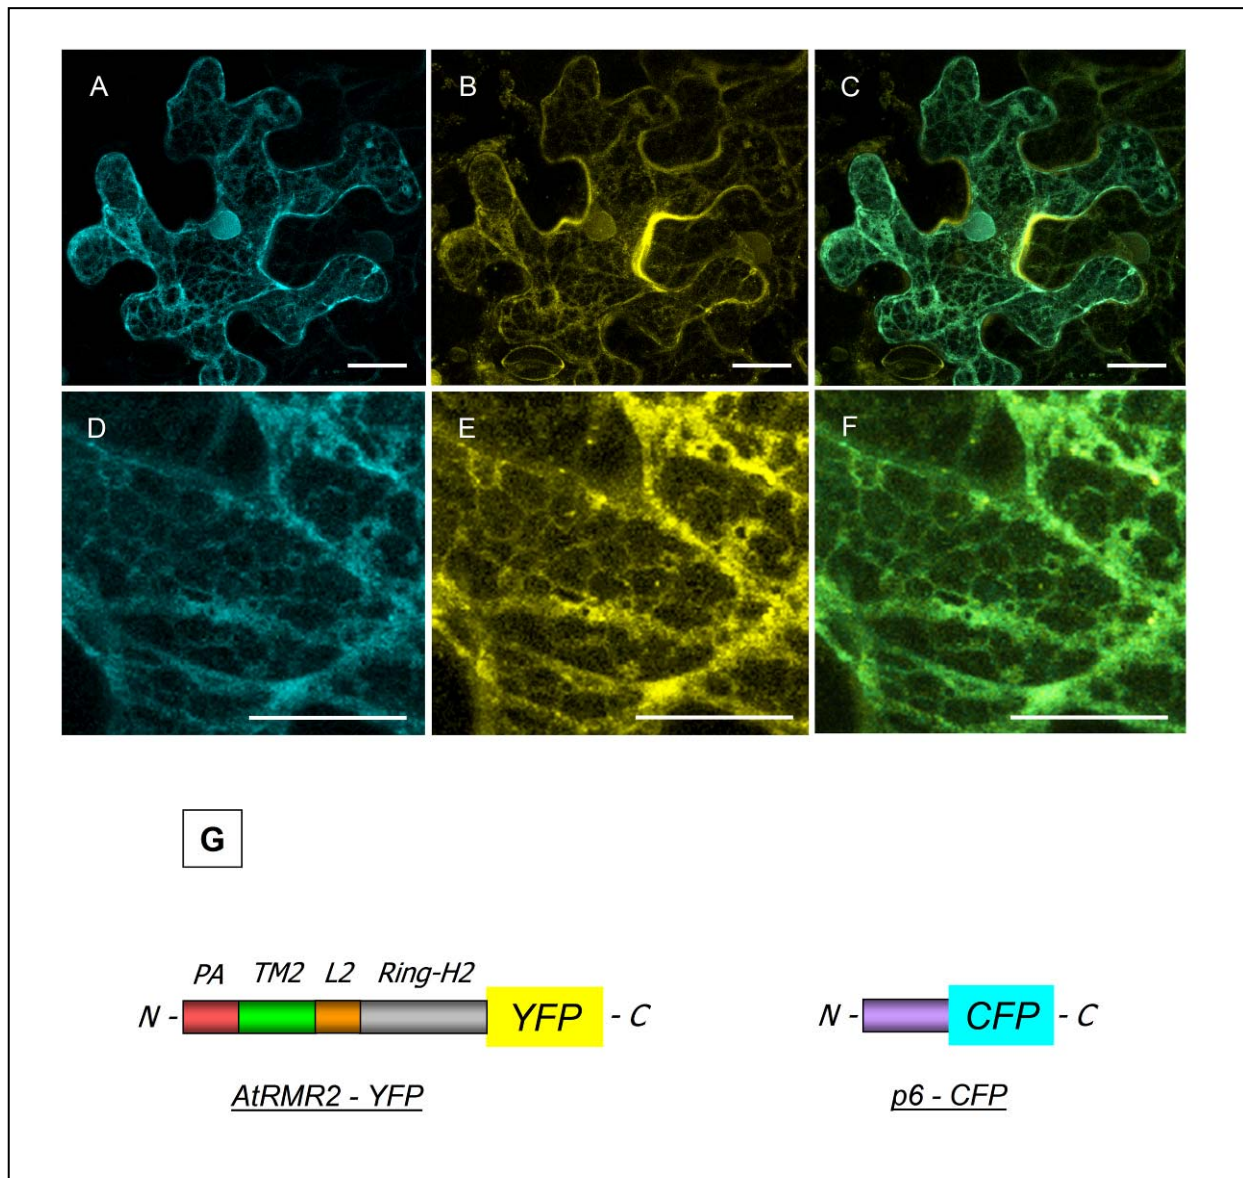 A
B
C
D
E
F
G
PA TM2 L2 Ring-H2
N - YFP - C
N - CFP - C
AtRMR2 - YFP
p6 - CFP